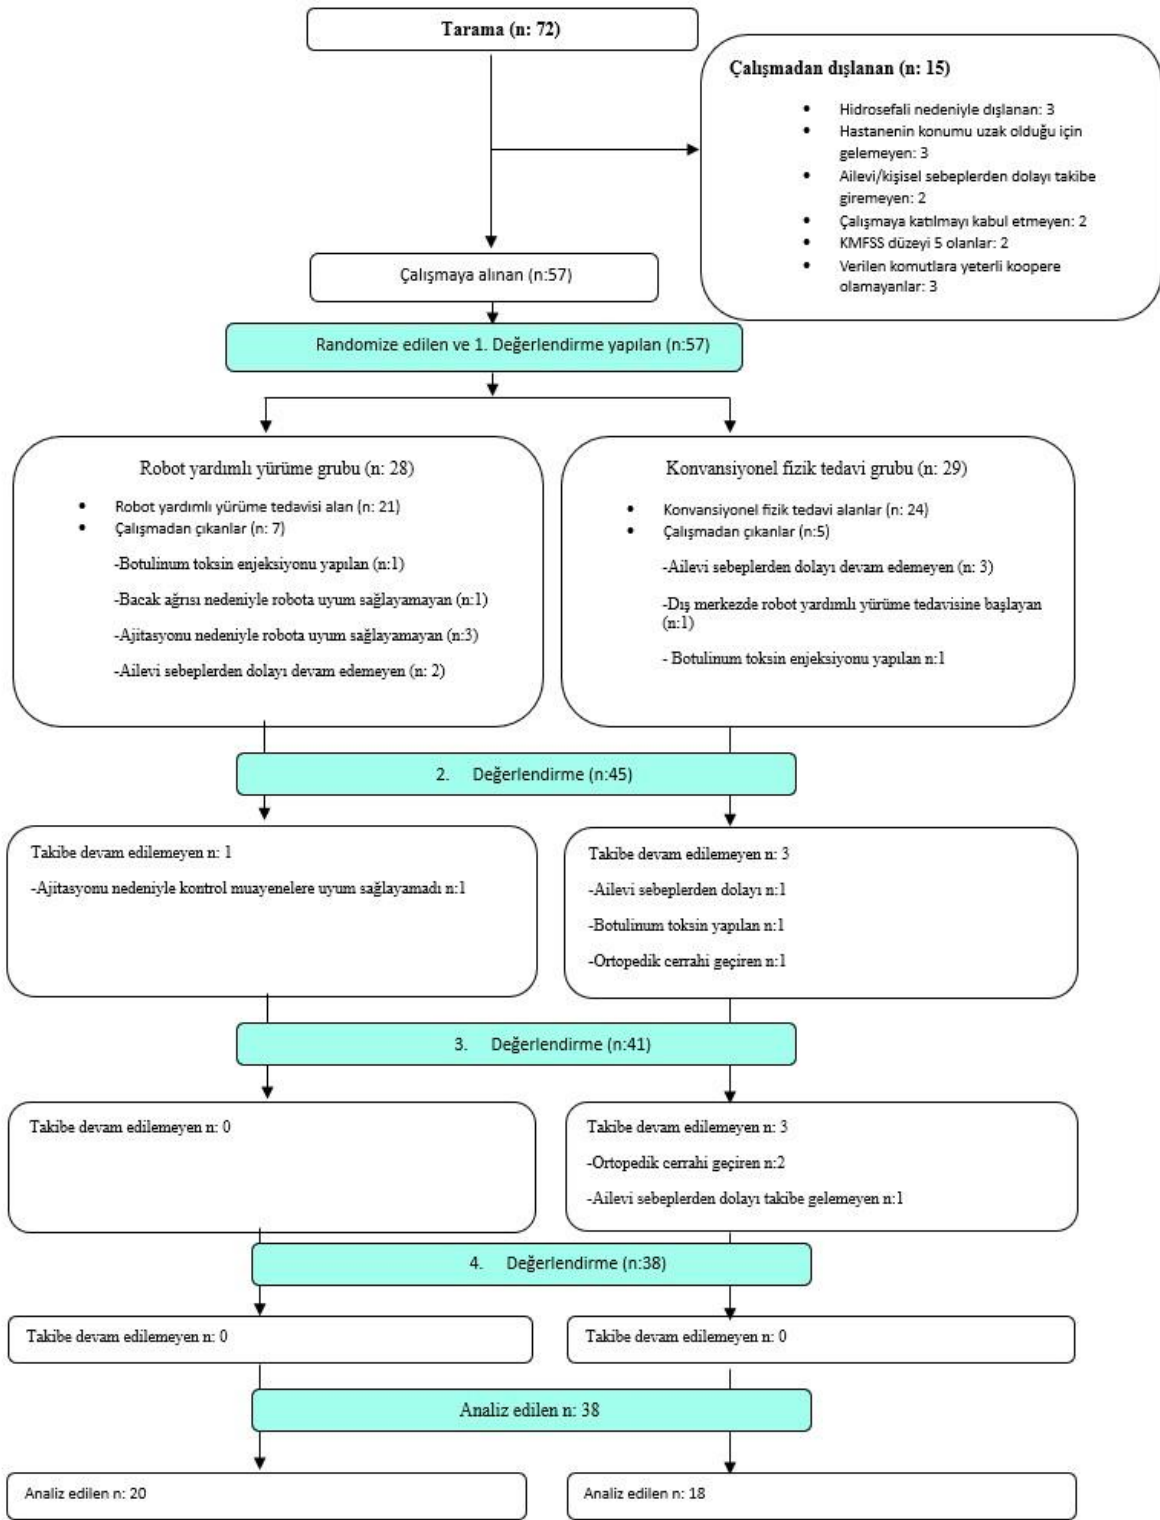 Tarama (n: 72)
Çalışmadan dışlanan (n: 15)
• Hidrosefali nedeniyle dışlanan: 3
• Hastanenin konumu uzak olduğu için
gelemeyen: 3
• Ailevi/kişisel sebeplerden dolayı takibe
giremeyen: 2
• Çalışmaya katılmayı kabul etmeyen: 2
• KMFSS düzeyi 5 olanlar: 2
• Verilen komutlara yeterli koopere
olamayanlar: 3
Çalışmaya alınan (n:57)
Randomize edilen ve 1. Değerlendirme yapılan (n:57)
Robot yardımlı yürüme grubu (n: 28)
• Robot yardımlı yürüme tedavisi alan (n: 21)
• Çalışmadan çıkanlar (n: 7)
-Botulinum toksin enjeksiyonu yapılan (n:1)
-Bacak ağrısı nedeniyle robota uyum sağlayamayan (n:1)
-Ajitasyonu nedeniyle robota uyum sağlayamayan (n:3)
-Ailevi sebeplerden dolayı devam edemeyen (n: 2)
Konvansiyonel fizik tedavi grubu (n: 29)
• Konvansiyonel fizik tedavi alanlar (n: 24)
• Çalışmadan çıkanlar (n:5)
-Ailevi sebeplerden dolayı devam edemeyen (n: 3)
-Dış merkezde robot yardımlı yürüme tedavisine başlayan
(n:1)
- Botulinum toksin enjeksiyonu yapılan n:1
2. Değerlendirme (n:45)
Takibe devam edilemeyen n: 1
-Ajitasyonu nedeniyle kontrol muayenelere uyum sağlayamadı n:1
Takibe devam edilemeyen n: 3
-Ailevi sebeplerden dolayı n:1
-Botulinum toksin yapılan n:1
-Ortopedik cerrahi geçiren n:1
3. Değerlendirme (n:41)
Takibe devam edilemeyen n: 0
Takibe devam edilemeyen n: 3
-Ortopedik cerrahi geçiren n:2
-Ailevi sebeplerden dolayı takibe gelemeyen n:1
4. Değerlendirme (n:38)
Takibe devam edilemeyen n: 0
Takibe devam edilemeyen n: 0
Analiz edilen n: 38
Analiz edilen n: 20
Analiz edilen n: 18